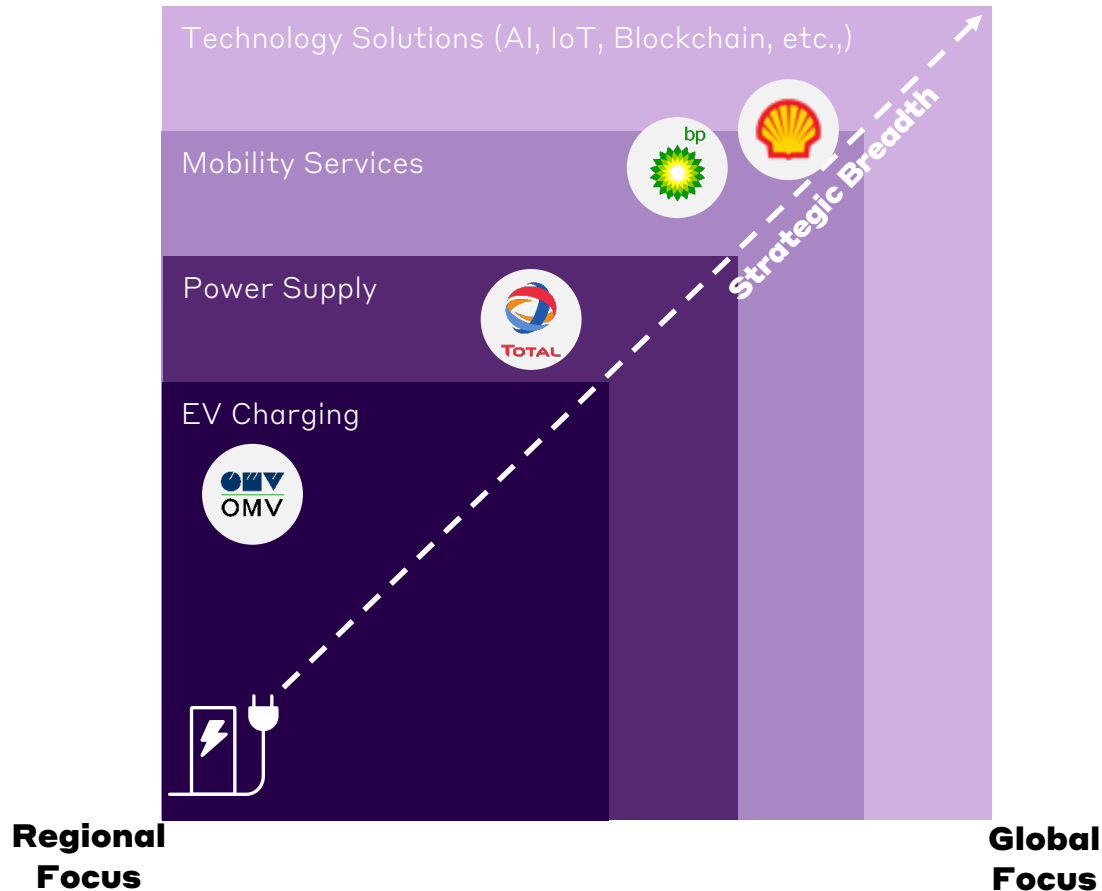 Technology Solutions (AI, IoT, Blockchain, etc.,)
bp
Mobility Services
Strategic Breadth
Power Supply
TOTAL
EV Charging
OMV
OMV
Regional
Focus
Global
Focus